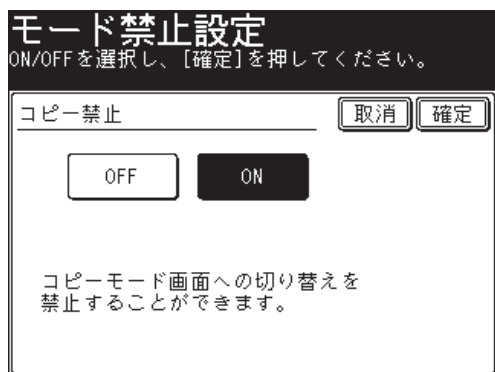 モード禁止設定
ON/OFFを選択し、[確定]を押してください。
コピー禁止
取消
確定
OFF
ON
コピーモード画面への切り替えを
禁止することができます。